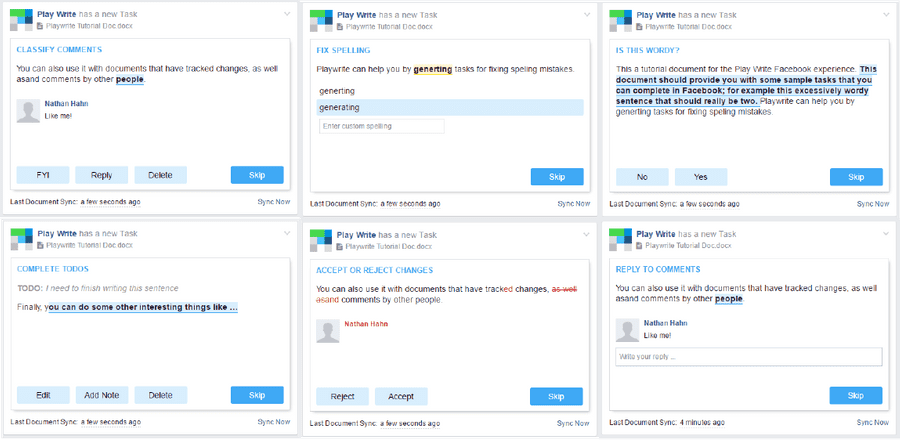 Play Write has a new Task
Playwrite Tutorial Doc.docx
CLASSIFY COMMENTS
You can also use it with documents that have tracked changes, as well
asand comments by other people.
Nathan Hahn
Like me!
FYI
Reply
Delete
Skip
Last Document Sync: a few seconds ago
Sync Now
Play Write has a new Task
Playwrite Tutorial Doc.docx
FIX SPELLING
Playwrite can help you by generting tasks for fixing speling mistakes.
generting
generating
Enter custom spelling
Skip
Last Document Sync: a few seconds ago
Sync Now
Play Write has a new Task
Playwrite Tutorial Doc.docx
IS THIS WORDY?
This a tutorial document for the Play Write Facebook experience. This
document should provide you with some sample tasks that you
can complete in Facebook; for example this excessively wordy
sentence that should really be two. Playwrite can help you by
generting tasks for fixing speling mistakes.
No
Yes
Skip
Last Document Sync: a few seconds ago
Sync Now
Play Write has a new Task
Playwrite Tutorial Doc.docx
COMPLETE TODOS
TODO: I need to finish writing this sentence
Finally, you can do some other interesting things like ...
Edit
Add Note
Delete
Skip
Last Document Sync: a few seconds ago
Sync Now
Play Write has a new Task
Playwrite Tutorial Doc.docx
ACCEPT OR REJECT CHANGES
You can also use it with documents that have tracked changes, as well
asand comments by other people.
Nathan Hahn
Reject
Accept
Skip
Last Document Sync: a few seconds ago
Sync Now
Play Write has a new Task
Playwrite Tutorial Doc.docx
REPLY TO COMMENTS
You can also use it with documents that have tracked changes, as well
asand comments by other people.
Nathan Hahn
Like me!
Write your reply ...
Skip
Last Document Sync: 4 minutes ago
Sync Now